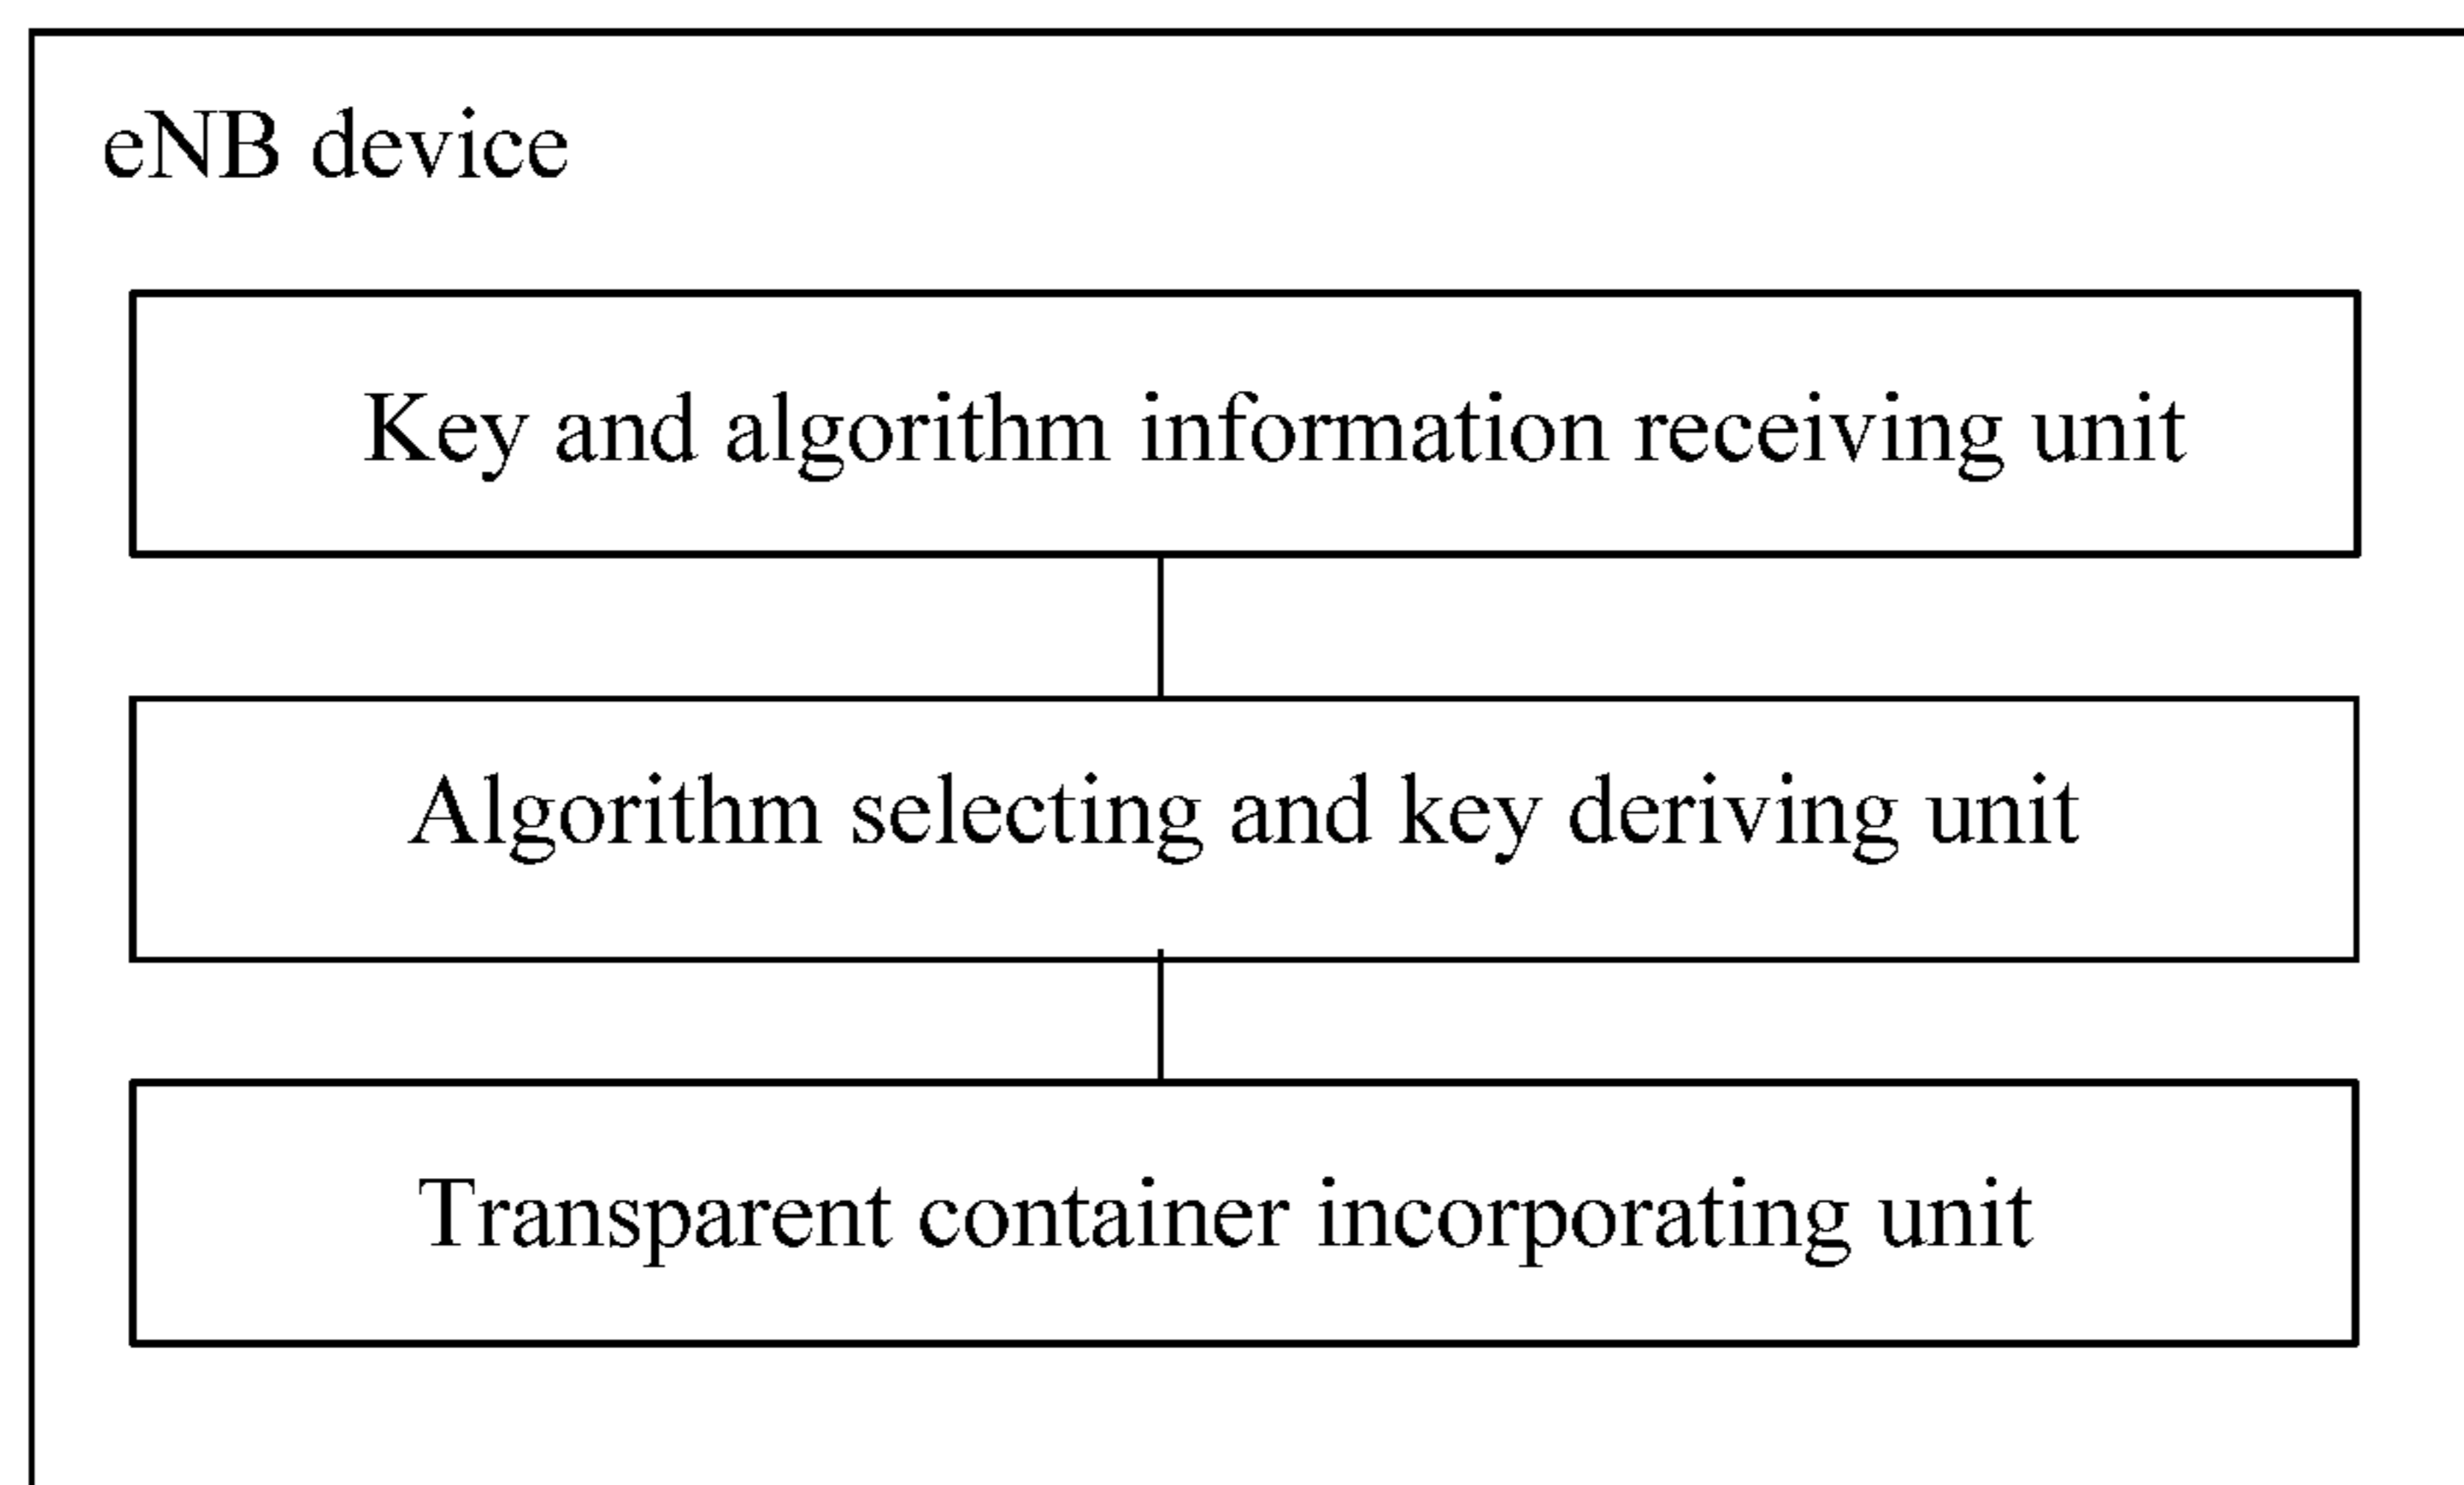 eNB device
Key and algorithm information receiving unit
Algorithm selecting and key deriving unit
Transparent container incorporating unit